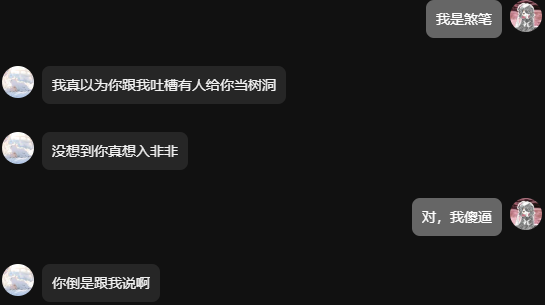 我是煞笔
我真以为你跟我吐槽有人给你当树洞
没想到你真想入非非
对，我傻逼
你倒是跟我说啊